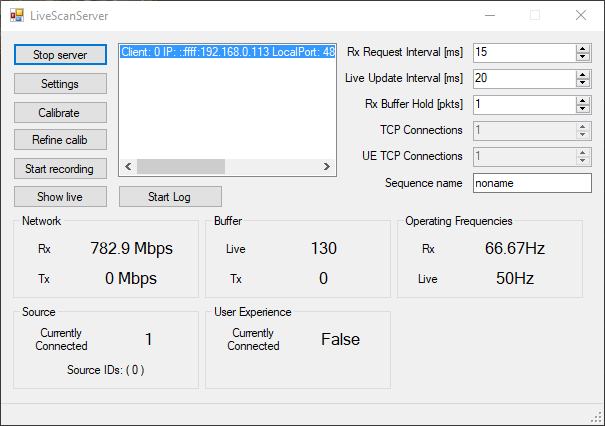 LiveScanServer
Stop server
Settings
Calibrate
Refine calib
Start recording
Show live
Client: 0 IP: ::ffff:192.168.0.113 LocalPort: 48
Start Log
Rx Request Interval [ms] 15
Live Update Interval [ms] 20
Rx Buffer Hold [pkts] 1
TCP Connections 1
UE TCP Connections 1
Sequence name noname
Network
Rx 782.9 Mbps
Tx 0 Mbps
Buffer
Live 130
Tx 0
Operating Frequencies
Rx 66.67Hz
Live 50Hz
Source
Currently
Connected 1
Source IDs: ( 0 )
User Experience
Currently
Connected False